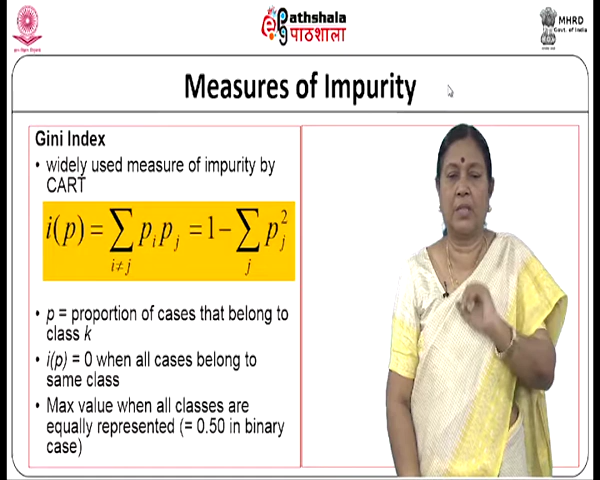 ePathshala
पाठशाला
MHRD
Govt. of India
Measures of Impurity
Gini Index
• widely used measure of impurity by
CART
i(p) = ∑ i≠j p_i p_j = 1 − ∑ j p_j^2
• p = proportion of cases that belong to
class k
• i(p) = 0 when all cases belong to
same class
• Max value when all classes are
equally represented (= 0.50 in binary
case)